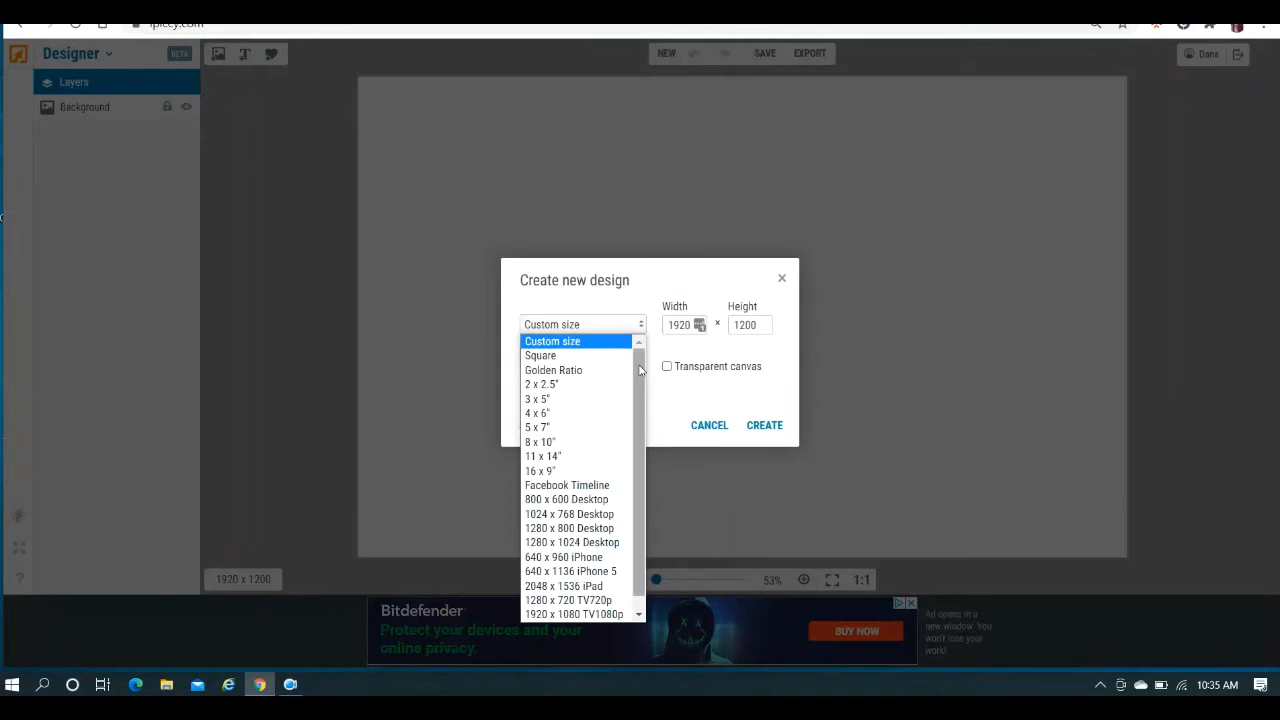 ipiccy.com
Designer
BETA
NEW
SAVE
EXPORT
Dana
Layers
Background
Create new design
Width
Height
Custom size
1920
×
1200
Custom size
Square
Golden Ratio
2 x 2.5"
3 x 5"
4 x 6"
5 x 7"
8 x 10"
11 x 14"
16 x 9"
Facebook Timeline
800 x 600 Desktop
1024 x 768 Desktop
1280 x 800 Desktop
1280 x 1024 Desktop
640 x 960 iPhone
640 x 1136 iPhone 5
2048 x 1536 iPad
1280 x 720 TV720p
1920 x 1080 TV1080p
Transparent canvas
CANCEL
CREATE
1920 x 1200
53%
1:1
Bitdefender
Protect your devices and your
online privacy.
BUY NOW
Ad opens in a
new window. You
won't lose your
work!
10:35 AM